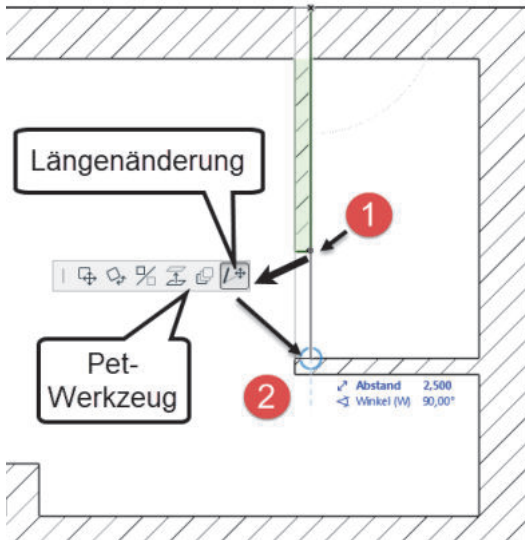 Längenänderung
1
Pet-
Werkzeug
2
Abstand 2,500
Winkel (W) 90,00°